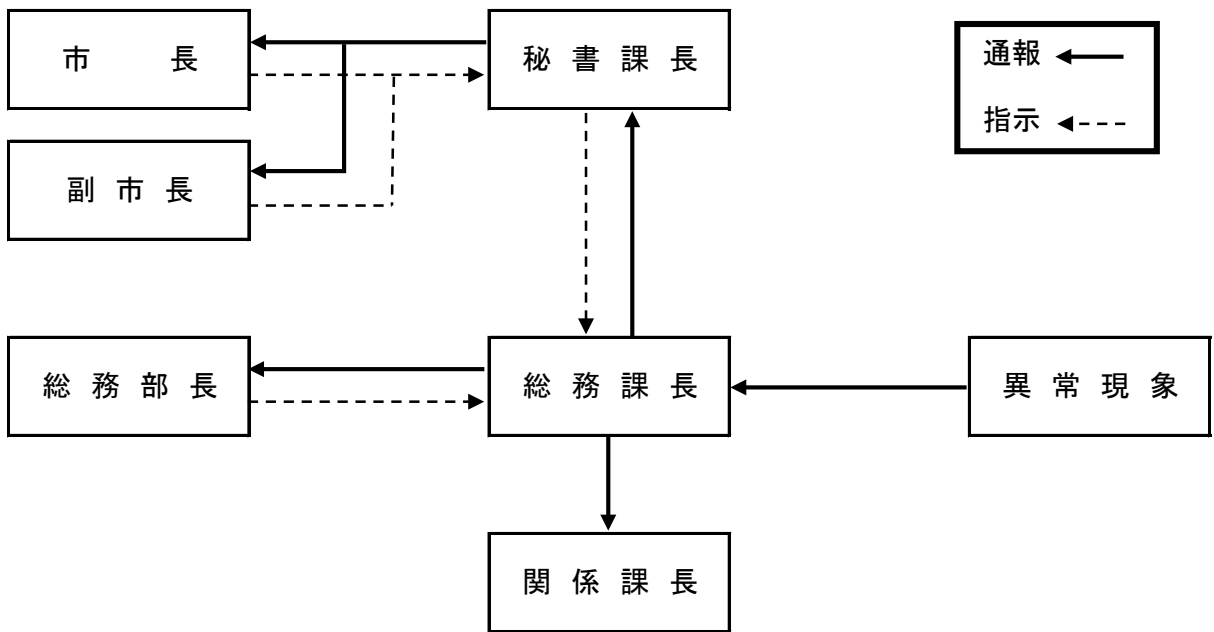 市長
秘書課長
通報
指示
副市長
総務部長
総務課長
異常現象
関係課長